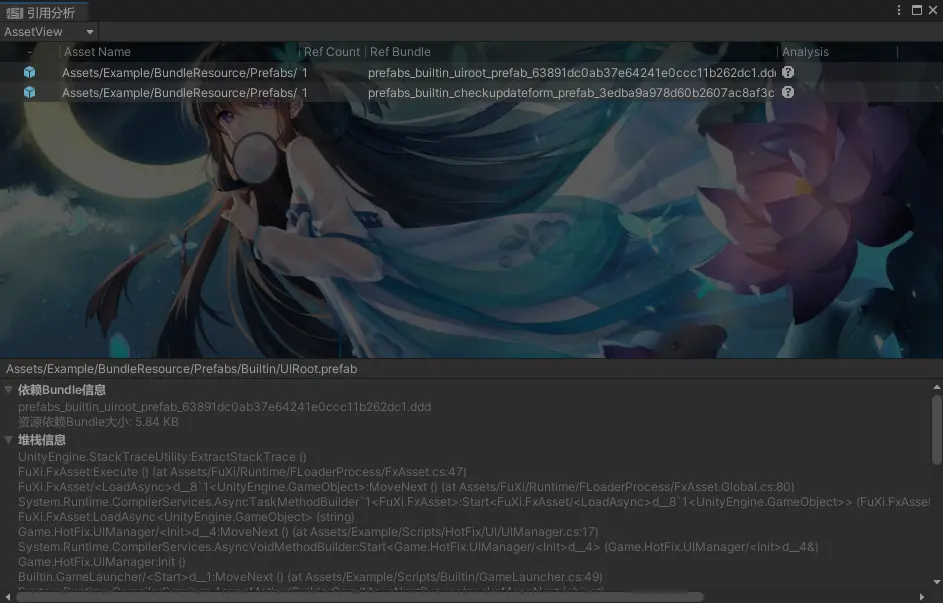 引用分析
AssetView
- Asset Name Ref Count Ref Bundle Analysis
Assets/Example/BundleResource/Prefabs/ 1 prefabs_builtin_uiroot_prefab_63891dc0ab37e64241e0ccc11b262dc1.ddd
Assets/Example/BundleResource/Prefabs/ 1 prefabs_builtin_checkupdateform_prefab_3edba9a978d60b2607ac8af3c
Assets/Example/BundleResource/Prefabs/Builtin/UIRoot.prefab
依赖Bundle信息
prefabs_builtin_uiroot_prefab_63891dc0ab37e64241e0ccc11b262dc1.ddd
资源依赖Bundle大小: 5.84 KB
堆栈信息
UnityEngine.StackTraceUtility:ExtractStackTrace ()
FuXi.FxAsset:Execute () (at Assets/FuXi/Runtime/FLoaderProcess/FxAsset.cs:47)
FuXi.FxAsset/<LoadAsync>d__8`1<UnityEngine.GameObject>:MoveNext () (at Assets/FuXi/Runtime/FLoaderProcess/FxAsset.Global.cs:80)
System.Runtime.CompilerServices.AsyncTaskMethodBuilder`1<FuXi.FxAsset>:Start<FuXi.FxAsset/<LoadAsync>d__8`1<UnityEngine.GameObject>> (FuXi.FxAsset
FuXi.FxAsset:LoadAsync<UnityEngine.GameObject> (string)
Game.HotFix.UIManager/<Init>d__4:MoveNext () (at Assets/Example/Scripts/HotFix/UI/UIManager.cs:17)
System.Runtime.CompilerServices.AsyncVoidMethodBuilder:Start<Game.HotFix.UIManager/<Init>d__4> (Game.HotFix.UIManager/<Init>d__4&)
Game.HotFix.UIManager:Init ()
Builtin.GameLauncher/<Start>d__1:MoveNext () (at Assets/Example/Scripts/Builtin/GameLauncher.cs:49)